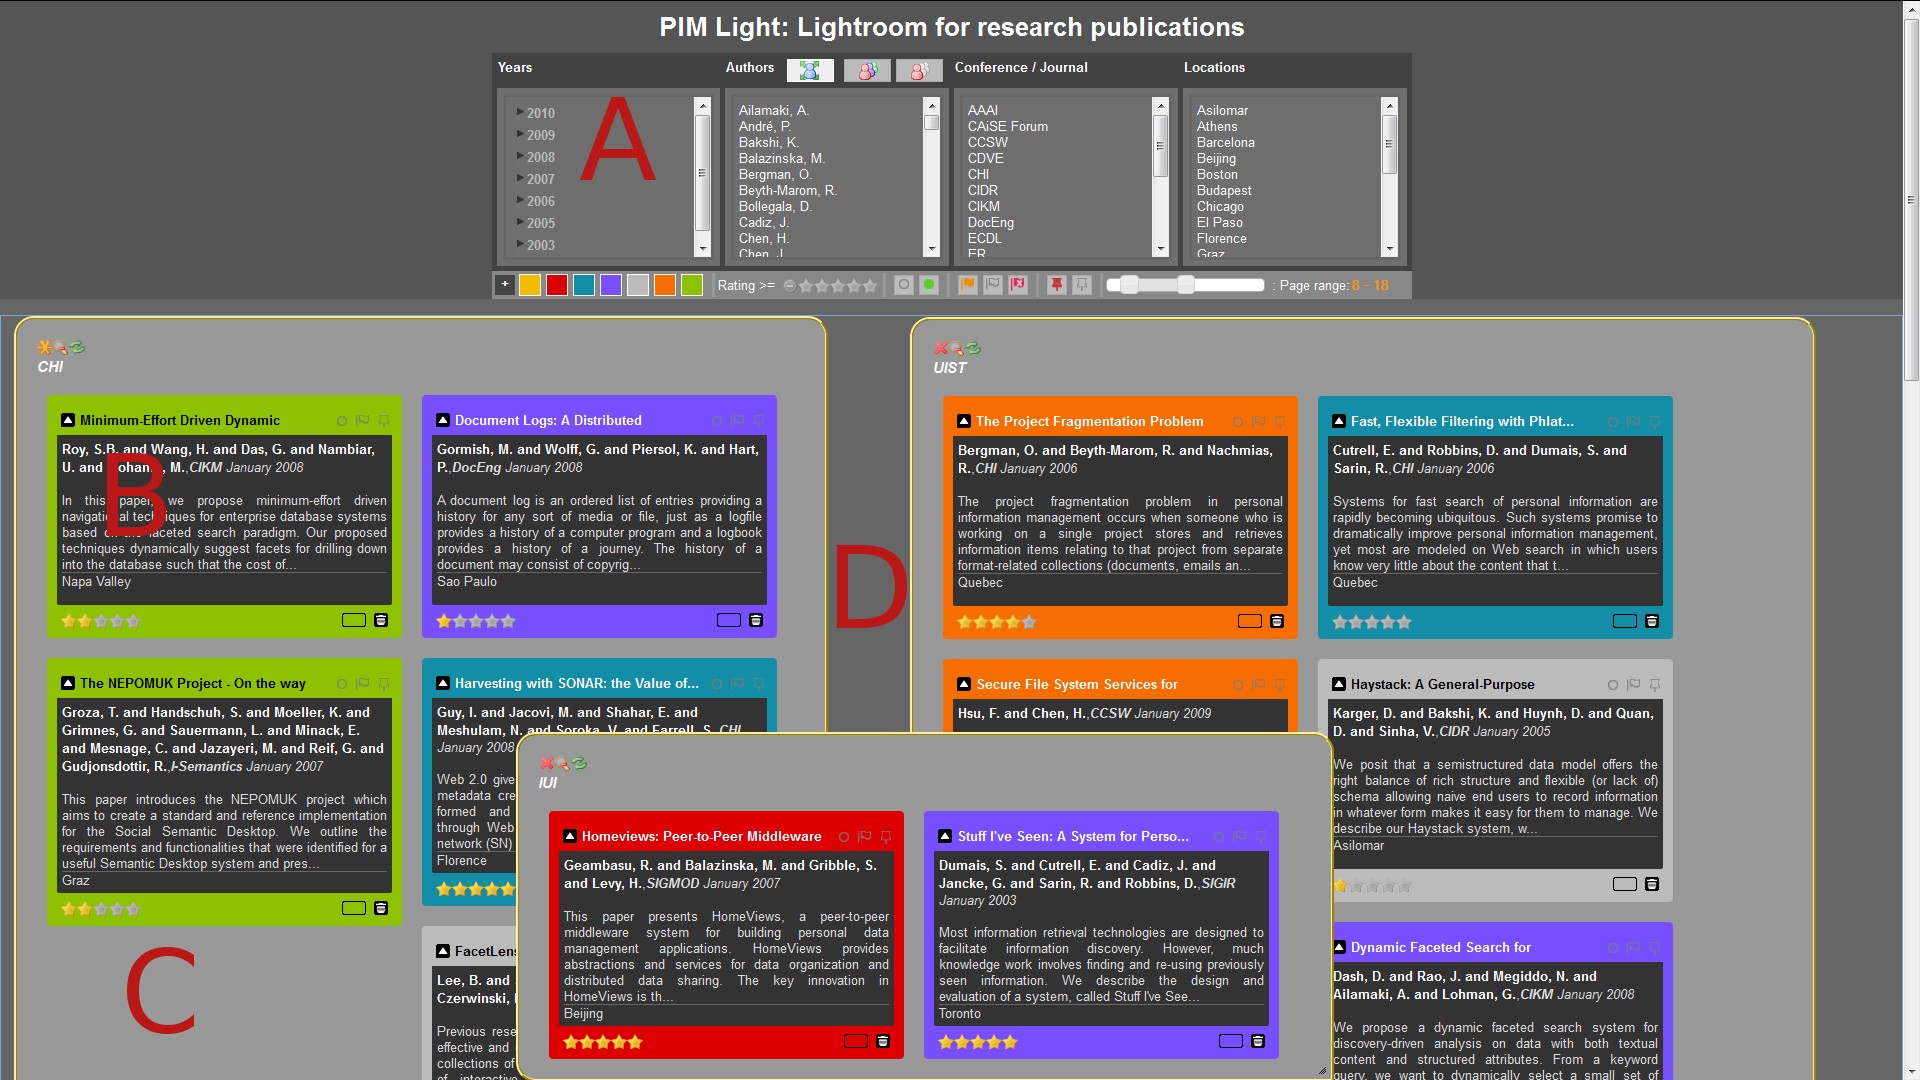 PIM Light: Lightroom for research publications
Years
Authors
Conference / Journal
Locations
2010
2009
2008
2007
2006
2005
2003
A
Ailamaki, A.
André, P.
Bakshi, K.
Balazinska, M.
Bergman, O.
Beyth-Marom, R.
Bollegala, D.
Cadiz, J.
Chen, H.
Chen, J.
AAAI
CAiSE Forum
CCSW
CDVE
CHI
CIDR
CIKM
DocEng
ECDL
ER
Asilomar
Athens
Barcelona
Beijing
Boston
Budapest
Chicago
El Paso
Florence
Graz
+
Rating >=
: Page range: 8 - 18
CHI
Minimum-Effort Driven Dynamic
Roy, S.B. and Wang, H. and Das, G. and Nambiar,
U. and Mohania, M.,CIKM January 2008
In this paper, we propose minimum-effort driven
navigational techniques for enterprise database systems
based on the faceted search paradigm. Our proposed
techniques dynamically suggest facets for drilling down
into the database such that the cost of...
Napa Valley
B
Document Logs: A Distributed
Gormish, M. and Wolff, G. and Piersol, K. and Hart,
P.,DocEng January 2008
A document log is an ordered list of entries providing a
history for any sort of media or file, just as a logfile
provides a history of a computer program and a logbook
provides a history of a journey. The history of a
document may consist of copyrig...
Sao Paulo
The NEPOMUK Project - On the way
Groza, T. and Handschuh, S. and Moeller, K. and
Grimnes, G. and Sauermann, L. and Minack, E.
and Mesnage, C. and Jazayeri, M. and Reif, G. and
Gudjonsdottir, R.,I-Semantics January 2007
This paper introduces the NEPOMUK project which
aims to create a standard and reference implementation
for the Social Semantic Desktop. We outline the
requirements and functionalities that were identified for a
useful Semantic Desktop system and pres...
Graz
C
Harvesting with SONAR: the Value of...
Guy, I. and Jacovi, M. and Shahar, E. and
Meshulam, N. and Soroka, V. and Farrell, S.,CHI
January 2008
Web 2.0 give
metadata cre
formed and
through Web
network (SN)
Florence
FacetLens
Lee, B. and
Czerwinski,
Previous rese
effective and
collections of
of interactive
D
UIST
The Project Fragmentation Problem
Bergman, O. and Beyth-Marom, R. and Nachmias,
R.,CHI January 2006
The project fragmentation problem in personal
information management occurs when someone who is
working on a single project stores and retrieves
information items relating to that project from separate
format-related collections (documents, emails an...
Quebec
Fast, Flexible Filtering with Phlat...
Cutrell, E. and Robbins, D. and Dumais, S. and
Sarin, R.,CHI January 2006
Systems for fast search of personal information are
rapidly becoming ubiquitous. Such systems promise to
dramatically improve personal information management,
yet most are modeled on Web search in which users
know very little about the content that t...
Quebec
Secure File System Services for
Hsu, F. and Chen, H.,CCSW January 2009
Haystack: A General-Purpose
Karger, D. and Bakshi, K. and Huynh, D. and Quan,
D. and Sinha, V.,CIDR January 2005
We posit that a semistructured data model offers the
right balance of rich structure and flexible (or lack of)
schema allowing naive end users to record information
in whatever form makes it easy for them to manage. We
describe our Haystack system, w...
Asilomar
Dynamic Faceted Search for
Dash, D. and Rao, J. and Megiddo, N. and
Ailamaki, A. and Lohman, G.,CIKM January 2008
We propose a dynamic faceted search system for
discovery-driven analysis on data with both textual
content and structured attributes. From a keyword
query, we want to dynamically select a small set of
IUI
Homeviews: Peer-to-Peer Middleware
Geambasu, R. and Balazinska, M. and Gribble, S.
and Levy, H.,SIGMOD January 2007
This paper presents HomeViews, a peer-to-peer
middleware system for building personal data
management applications. HomeViews provides
abstractions and services for data organization and
distributed data sharing. The key innovation in
HomeViews is th...
Beijing
Stuff I've Seen: A System for Perso...
Dumais, S. and Cutrell, E. and Cadiz, J. and
Jancke, G. and Sarin, R. and Robbins, D.,SIGIR
January 2003
Most information retrieval technologies are designed to
facilitate information discovery. However, much
knowledge work involves finding and re-using previously
seen information. We describe the design and
evaluation of a system, called Stuff I've See...
Toronto